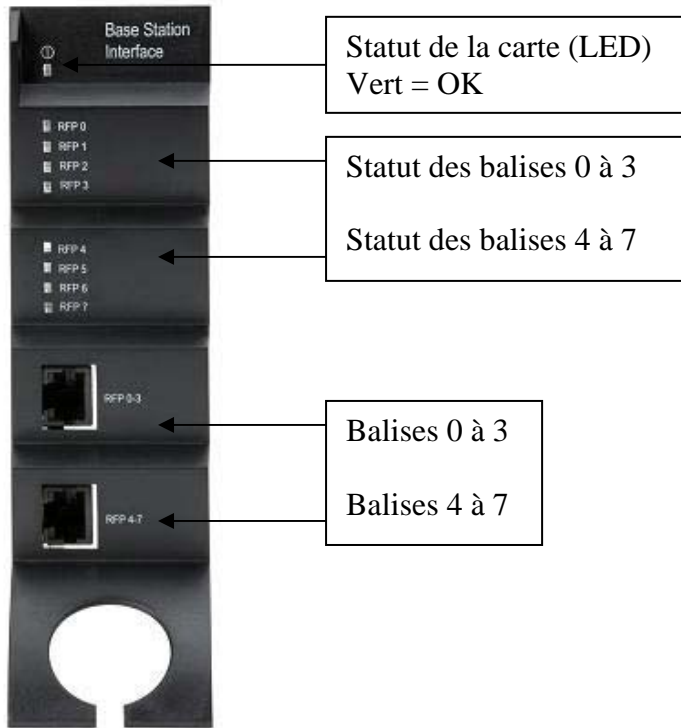 Base Station
Interface
Statut de la carte (LED)
Vert = OK
RFP 0
RFP 1
RFP 2
RFP 3
Statut des balises 0 à 3
RFP 4
RFP 5
RFP 6
RFP 7
Statut des balises 4 à 7
RFP 0-3
Balises 0 à 3
RFP 4-7
Balises 4 à 7